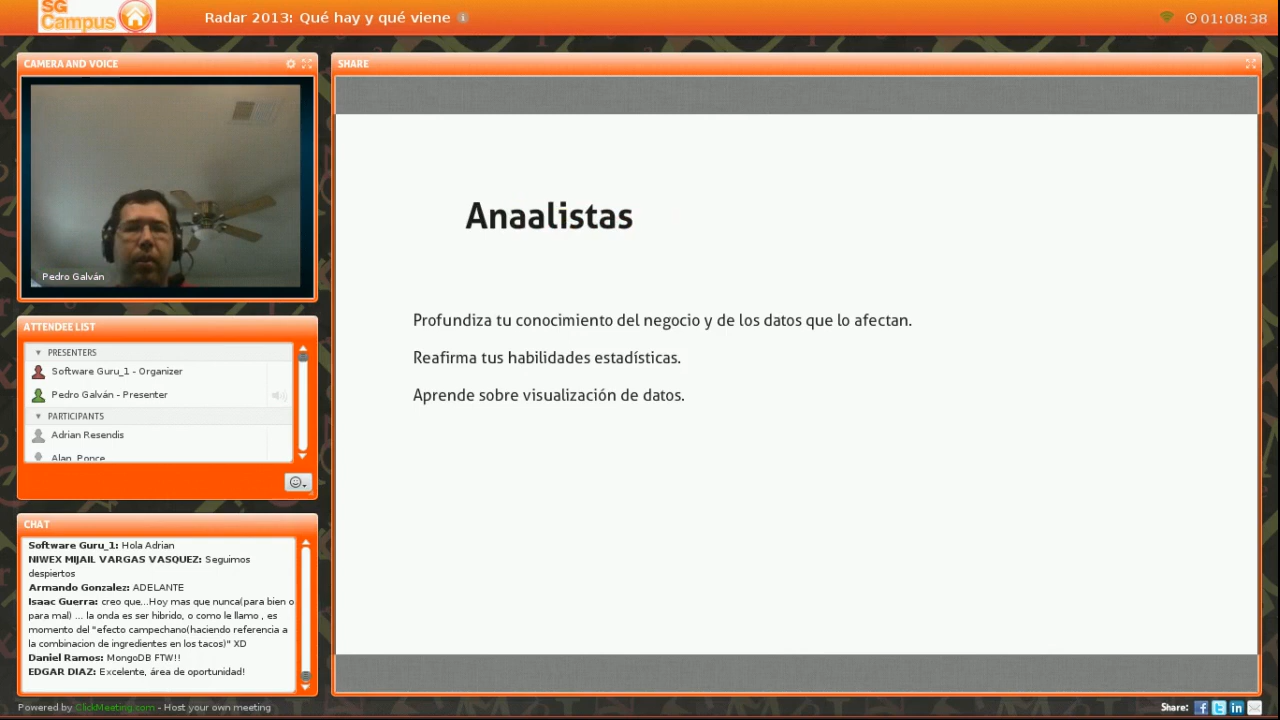 SG
Campus
Radar 2013: Qué hay y qué viene
01:08:38
CAMERA AND VOICE
Pedro Galván
ATTENDEE LIST
PRESENTERS
Software Guru_1 - Organizer
Pedro Galván - Presenter
PARTICIPANTS
Adrian Resendis
Alan Ponce
CHAT
Software Guru_1: Hola Adrian
NIWEX MIJAIL VARGAS VASQUEZ: Seguimos
despiertos
Armando Gonzalez: ADELANTE
Isaac Guerra: creo que...Hoy mas que nunca(para bien o
para mal) ... la onda es ser hibrido, o como le llamo , es
momento del "efecto campechano(haciendo referencia a
la combinacion de ingredientes en los tacos)" XD
Daniel Ramos: MongoDB FTW!!
EDGAR DIAZ: Excelente, área de oportunidad!
SHARE
Anaalistas
Profundiza tu conocimiento del negocio y de los datos que lo afectan.
Reafirma tus habilidades estadísticas.
Aprende sobre visualización de datos.
Powered by ClickMeeting.com - Host your own meeting
Share: